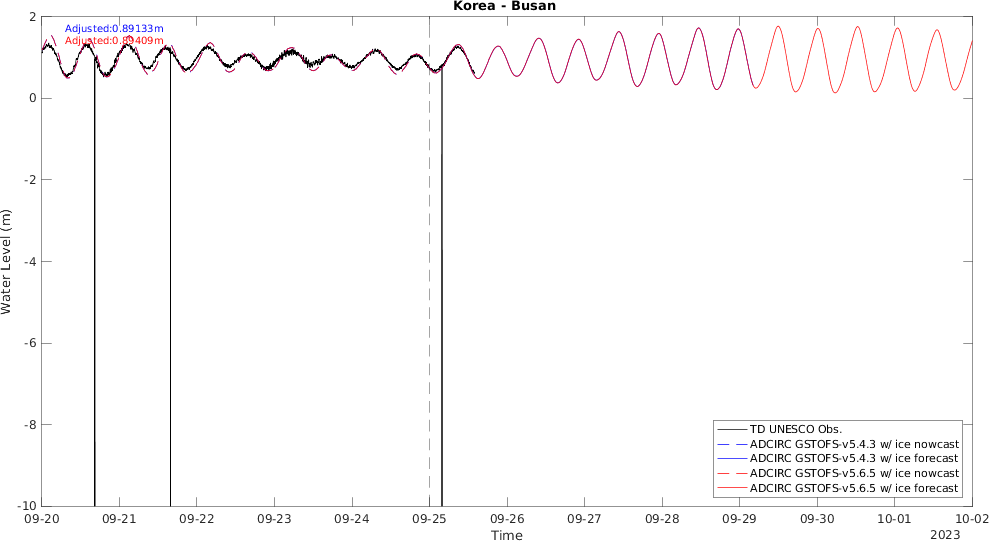 Korea - Busan
Adjusted:0.89133m
Adjusted:0.89409m
2
0
-2
-4
-6
-8
-10
Water Level (m)
09-20
09-21
09-22
09-23
09-24
09-25
09-26
09-27
09-28
09-29
09-30
10-01
10-02
Time
2023
TD UNESCO Obs.
ADCIRC GSTOFS-v5.4.3 w/ ice nowcast
ADCIRC GSTOFS-v5.4.3 w/ ice forecast
ADCIRC GSTOFS-v5.6.5 w/ ice nowcast
ADCIRC GSTOFS-v5.6.5 w/ ice forecast